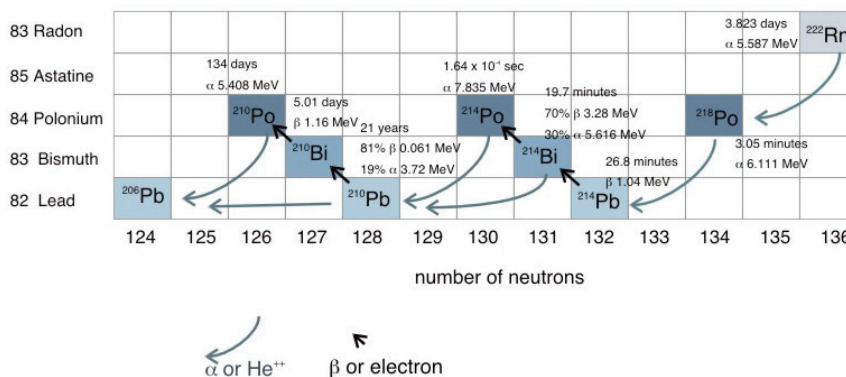 83 Radon
3.823 days
α 5.587 MeV
²²²Rn
85 Astatine
134 days
α 5.408 MeV
1.64 x 10⁻⁴ sec
α 7.835 MeV
84 Polonium
²¹⁰Po
5.01 days
β 1.16 MeV
²¹⁴Po
19.7 minutes
70% β 3.28 MeV
30% α 5.616 MeV
²¹⁸Po
3.05 minutes
α 6.111 MeV
83 Bismuth
²¹⁰Bi
21 years
81% β 0.061 MeV
19% α 3.72 MeV
²¹⁴Bi
26.8 minutes
β 1.04 MeV
82 Lead
²⁰⁶Pb
²¹⁰Pb
²¹⁴Pb
124 125 126 127 128 129 130 131 132 133 134 135 136
number of neutrons
α or He⁺⁺
β or electron